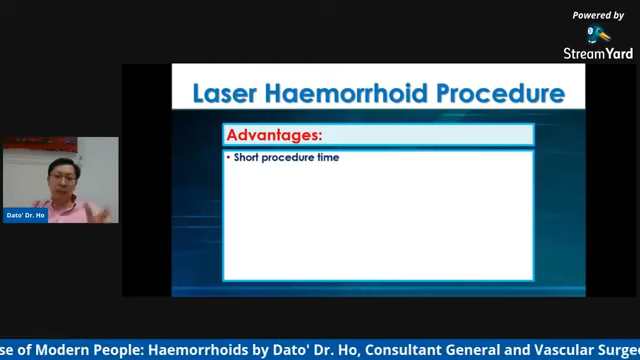 Powered by
StreamYard
Laser Haemorrhoid Procedure
Advantages:
• Short procedure time
Dato' Dr. Ho
se of Modern People: Haemorrhoids by Dato' Dr. Ho, Consultant General and Vascular Surge